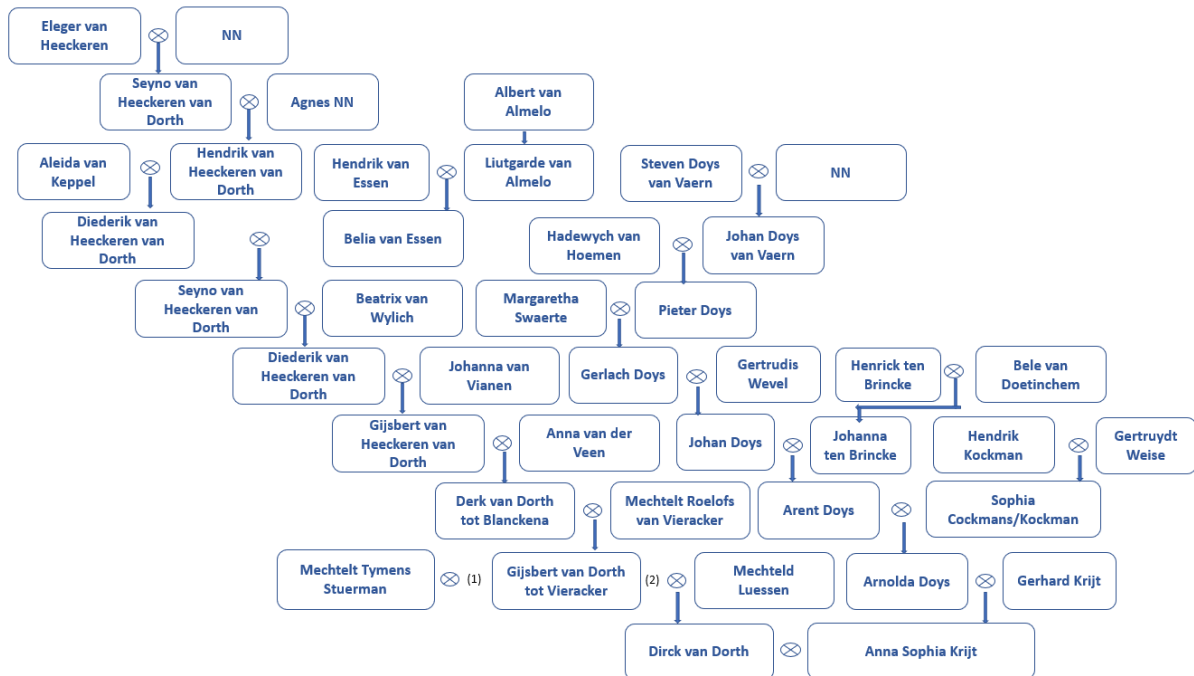 Eleger van
Heeckeren
NN
Seyno van
Heeckeren van
Dorth
Agnes NN
Albert van
Almelo
Aleida van
Keppel
Hendrik van
Heeckeren van
Dorth
Hendrik van
Essen
Liutgarde van
Almelo
Steven Doys
van Vaern
NN
Diederik van
Heeckeren van
Dorth
Belia van Essen
Hadewych van
Hoemen
Johan Doys
van Vaern
Seyno van
Heeckeren van
Dorth
Beatrix van
Wylich
Margaretha
Swaerte
Pieter Doys
Diederik van
Heeckeren van
Dorth
Johanna van
Vianen
Gerlach Doys
Gertrudis
Wevel
Henrick ten
Brincke
Bele van
Doetinchem
Gijsbert van
Heeckeren van
Dorth
Anna van der
Veen
Johan Doys
Johanna
ten Brincke
Hendrik
Kockman
Gertruydt
Weise
Derk van Dorth
tot Blanckena
Mechtelt Roelofs
van Vieracker
Arent Doys
Sophia
Cockmans/Kockman
Mechtelt Tymens
Stuerman
(1)
Gijsbert van Dorth
tot Vieracker
(2)
Mechteld
Luessen
Arnolda Doys
Gerhard Krijt
Dirck van Dorth
Anna Sophia Krijt